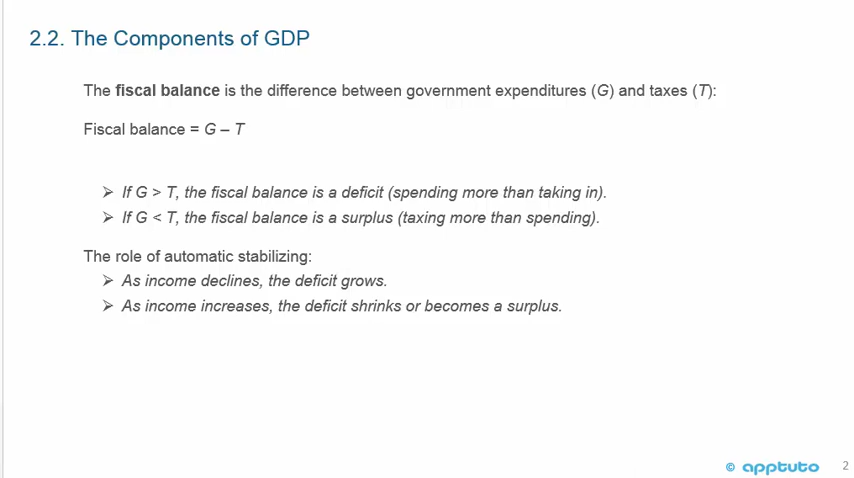 2.2. The Components of GDP
The fiscal balance is the difference between government expenditures (G) and taxes (T):
Fiscal balance = G – T
➢ If G > T, the fiscal balance is a deficit (spending more than taking in).
➢ If G < T, the fiscal balance is a surplus (taxing more than spending).
The role of automatic stabilizing:
➢ As income declines, the deficit grows.
➢ As income increases, the deficit shrinks or becomes a surplus.
© apptuto 2